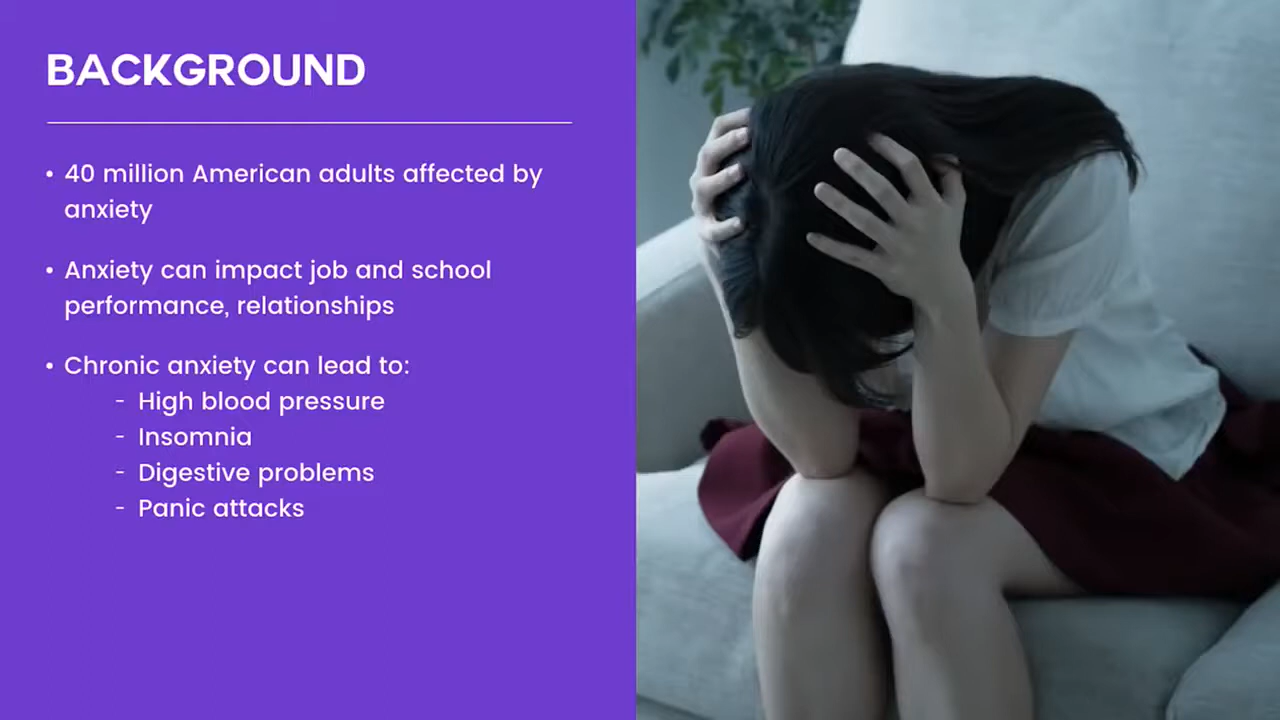 BACKGROUND
• 40 million American adults affected by
anxiety
• Anxiety can impact job and school
performance, relationships
• Chronic anxiety can lead to:
- High blood pressure
- Insomnia
- Digestive problems
- Panic attacks